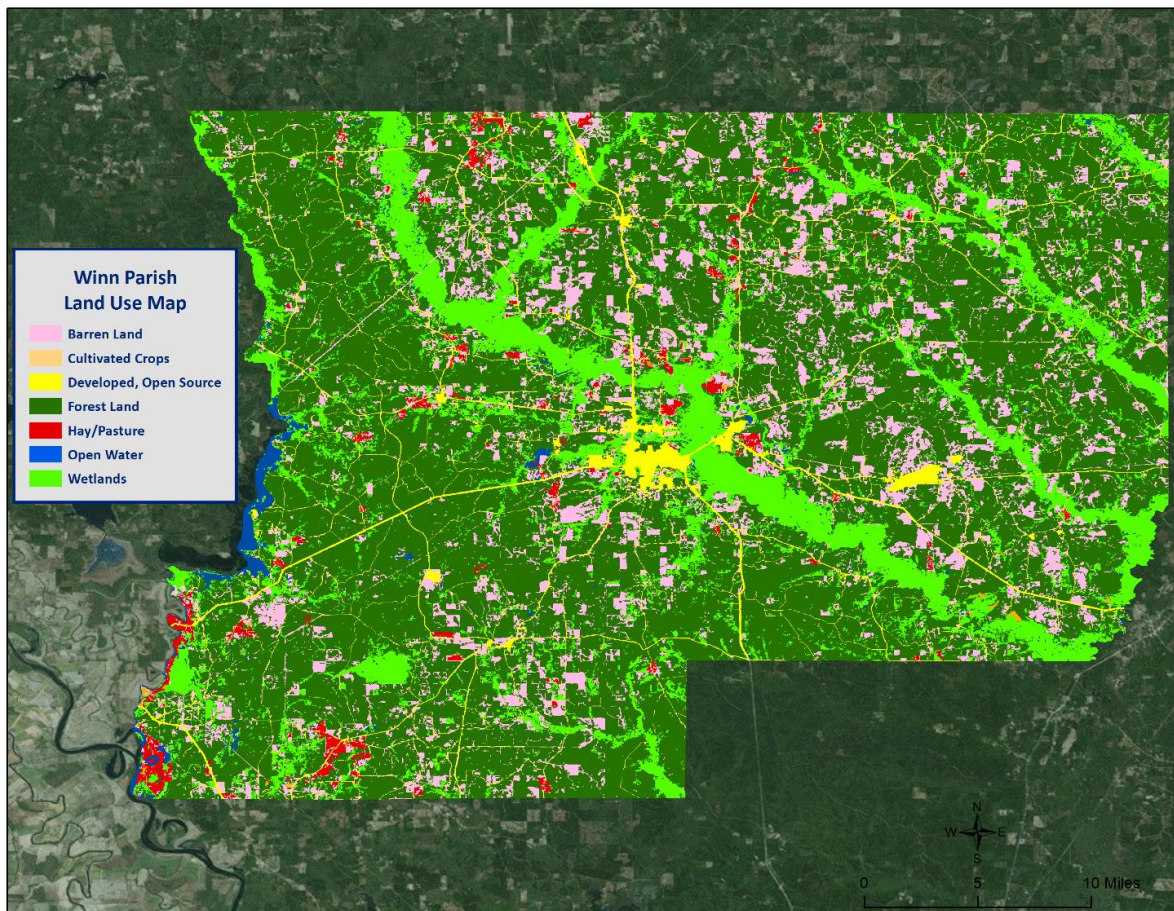 Winn Parish
Land Use Map
Barren Land
Cultivated Crops
Developed, Open Source
Forest Land
Hay/Pasture
Open Water
Wetlands
N
W E
S
0 5 10 Miles